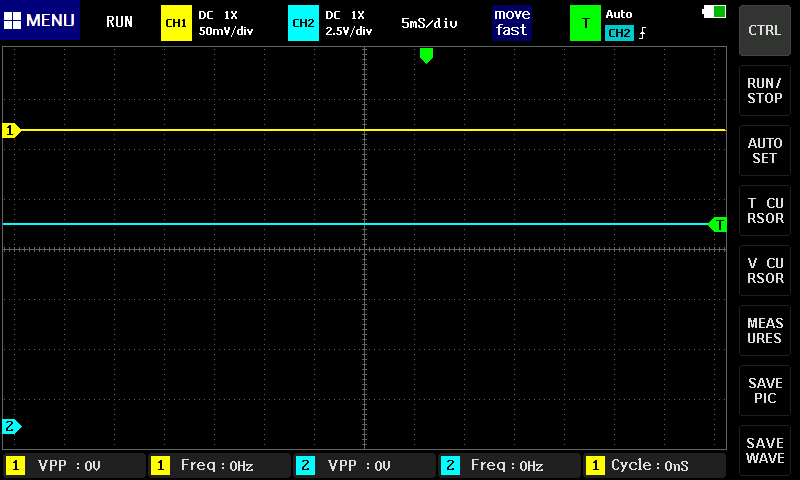 MENU RUN CH1 DC 1X 50mV/div CH2 DC 1X 2.5V/div 5mS/div move fast T Auto CH2
CTRL
RUN/
STOP
AUTO
SET
T CU
RSOR
V CU
RSOR
MEAS
URES
SAVE
PIC
SAVE
WAVE
1
T
2
1 VPP :0V
1 Freq :0Hz
2 VPP :0V
2 Freq :0Hz
1 Cycle :0nS